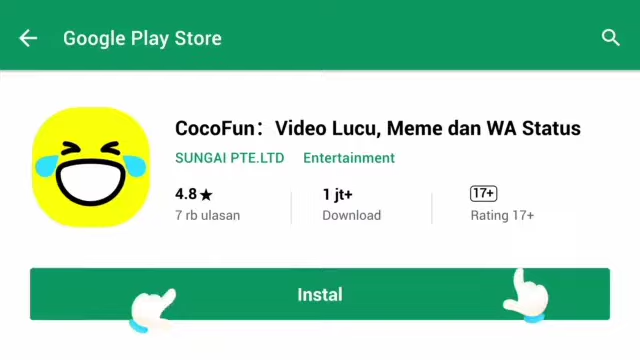 Google Play Store
CocoFun：Video Lucu, Meme dan WA Status
SUNGAI PTE.LTD Entertainment
4.8★ 1 jt+ 17+
7 rb ulasan Download Rating 17+
Instal